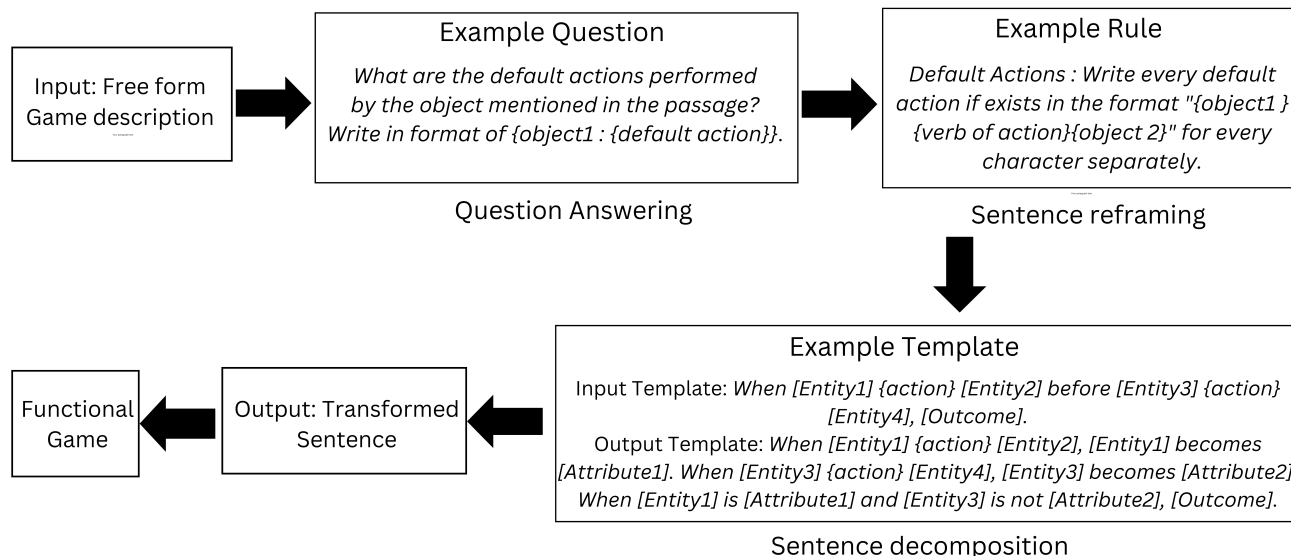 Input: Free form
Game description
Example Question
What are the default actions performed
by the object mentioned in the passage?
Write in format of {object1 : {default action}}.
Question Answering
Example Rule
Default Actions : Write every default
action if exists in the format "{object1 }
{verb of action}{object 2}" for every
character separately.
Sentence reframing
Example Template
Input Template: When [Entity1] {action} [Entity2] before [Entity3] {action}
[Entity4], [Outcome].
Output Template: When [Entity1] {action} [Entity2], [Entity1] becomes
[Attribute1]. When [Entity3] {action} [Entity4], [Entity3] becomes [Attribute2]
When [Entity1] is [Attribute1] and [Entity3] is not [Attribute2], [Outcome].
Sentence decomposition
Output: Transformed
Sentence
Functional
Game